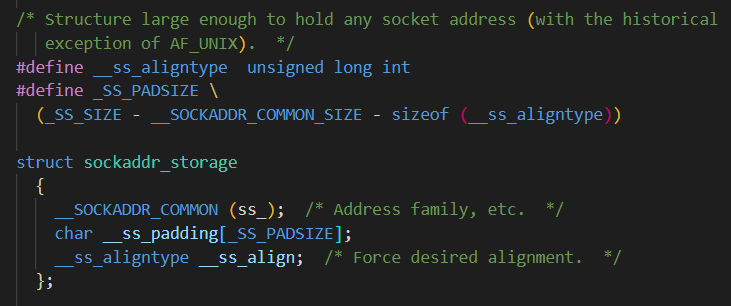 /* Structure large enough to hold any socket address (with the historical
exception of AF_UNIX).  */
#define __ss_aligntype  unsigned long int
#define _SS_PADSIZE \
(_SS_SIZE - __SOCKADDR_COMMON_SIZE - sizeof (__ss_aligntype))
struct sockaddr_storage
{
__SOCKADDR_COMMON (ss_);  /* Address family, etc.  */
char __ss_padding[_SS_PADSIZE];
__ss_aligntype __ss_align;  /* Force desired alignment.  */
};